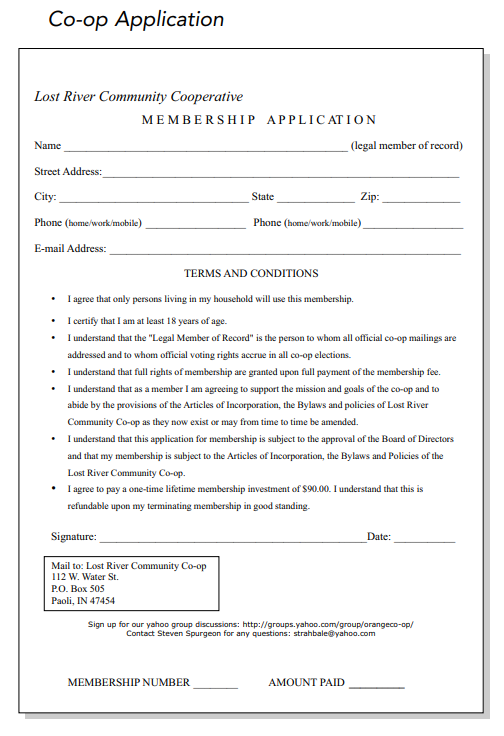 Co-op Application
Lost River Community Cooperative
MEMBERSHIP APPLICATION
Name ______________________ (legal member of record)
Street Address:______________________
City: ______________________ State ____________ Zip: ____________
Phone (home/work/mobile) ________________ Phone (home/work/mobile) ________________
E-mail Address: ______________________
TERMS AND CONDITIONS
• I agree that only persons living in my household will use this membership.
• I certify that I am at least 18 years of age.
• I understand that the "Legal Member of Record" is the person to whom all official co-op mailings are
addressed and to whom official voting rights accrue in all co-op elections.
• I understand that full rights of membership are granted upon full payment of the membership fee.
• I understand that as a member I am agreeing to support the mission and goals of the co-op and to
abide by the provisions of the Articles of Incorporation, the Bylaws and policies of Lost River
Community Co-op as they now exist or may from time to time be amended.
• I understand that this application for membership is subject to the approval of the Board of Directors
and that my membership is subject to the Articles of Incorporation, the Bylaws and Policies of the
Lost River Community Co-op.
• I agree to pay a one-time lifetime membership investment of $90.00. I understand that this is
refundable upon my terminating membership in good standing.
Signature: ______________________Date: __________
Mail to: Lost River Community Co-op
112 W. Water St.
P.O. Box 505
Paoli, IN 47454
Sign up for our yahoo group discussions: http://groups.yahoo.com/group/orangeco-op/
Contact Steven Spurgeon for any questions: strahbale@yahoo.com
MEMBERSHIP NUMBER ________ AMOUNT PAID __________